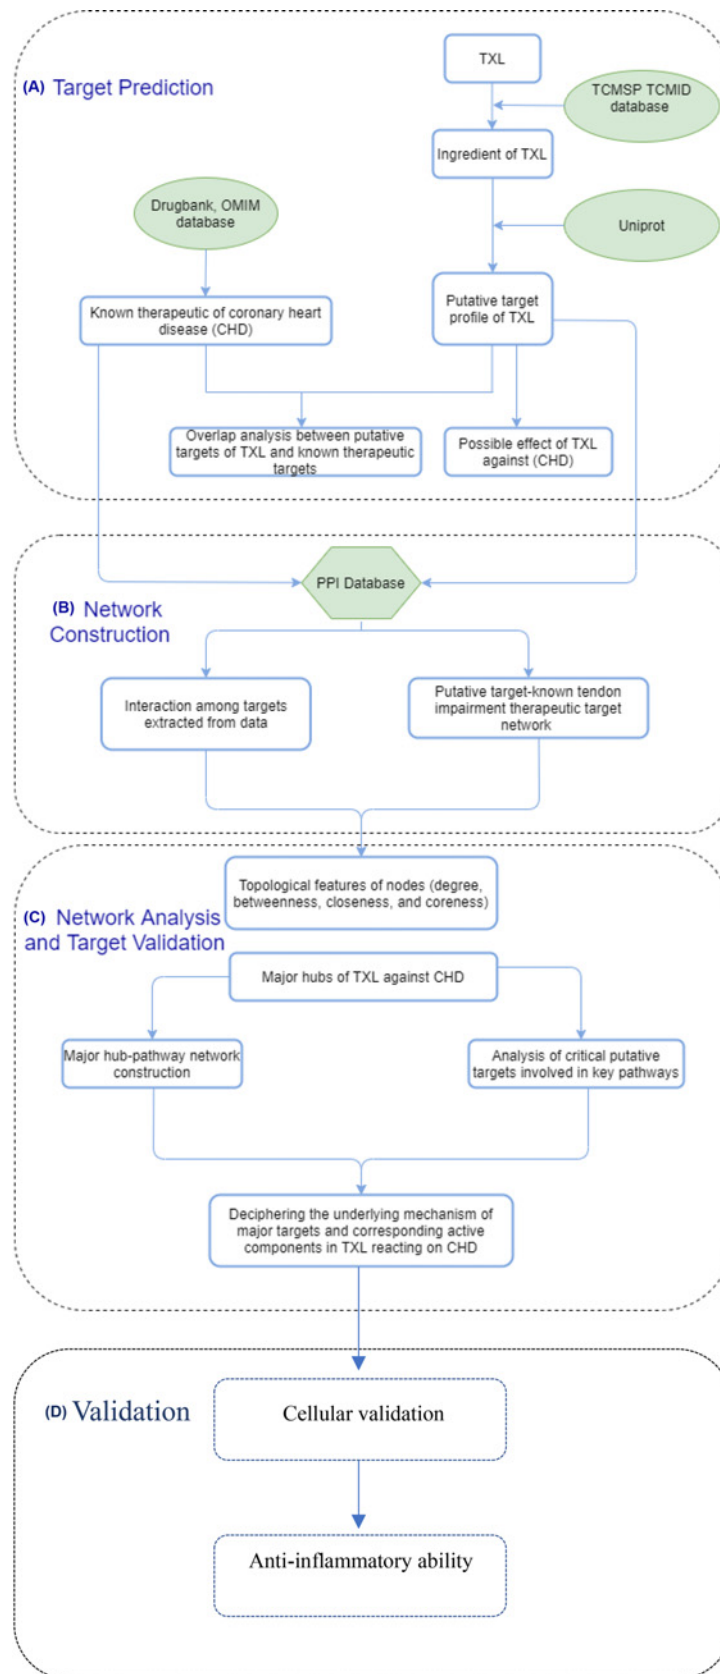 (A) Target Prediction
TXL
TCMSP TCMID
database
Ingredient of TXL
Drugbank, OMIM
database
Uniprot
Known therapeutic of coronary heart
disease (CHD)
Putative target
profile of TXL
Overlap analysis between putative
targets of TXL and known therapeutic
targets
Possible effect of TXL
against (CHD)
PPI Database
(B) Network
Construction
Interaction among targets
extracted from data
Putative target-known tendon
impairment therapeutic target
network
Topological features of nodes (degree,
betweenness, closeness, and coreness)
(C) Network Analysis
and Target Validation
Major hubs of TXL against CHD
Major hub-pathway network
construction
Analysis of critical putative
targets involved in key pathways
Deciphering the underlying mechanism of
major targets and corresponding active
components in TXL reacting on CHD
(D) Validation
Cellular validation
Anti-inflammatory ability